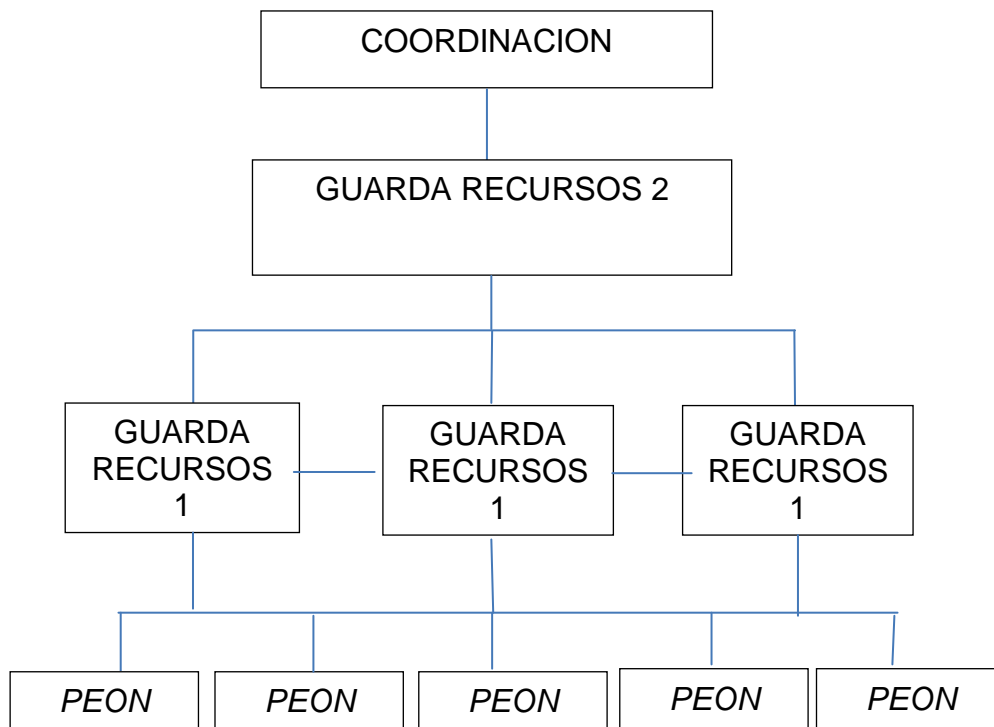 COORDINACION
GUARDA RECURSOS 2
GUARDA
RECURSOS
1
GUARDA
RECURSOS
1
GUARDA
RECURSOS
1
PEON
PEON
PEON
PEON
PEON